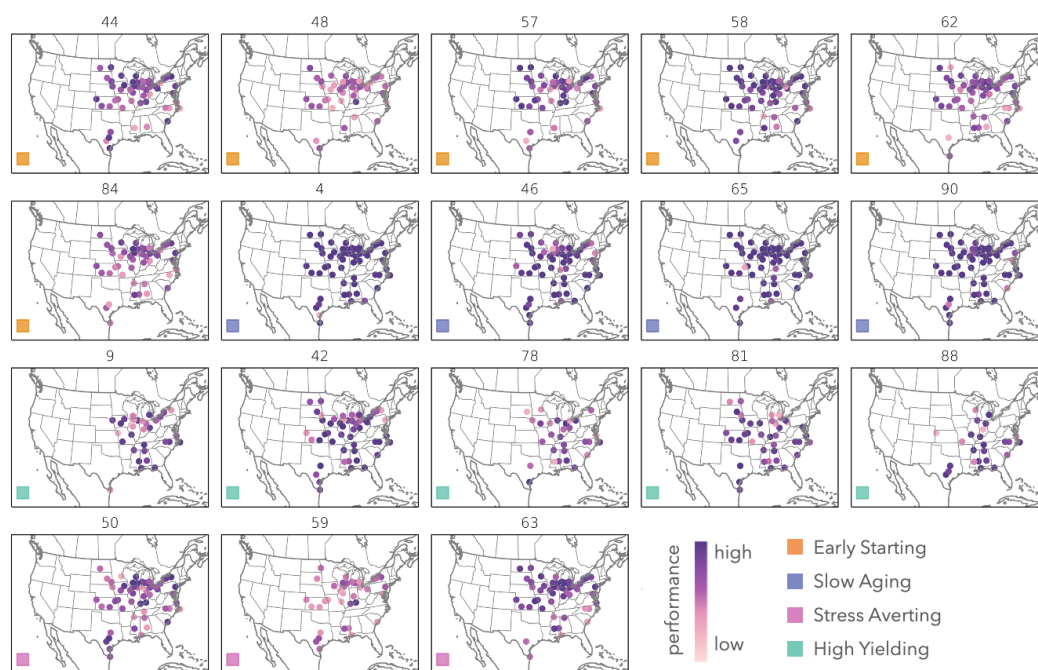 44 48 57 58 62
84 4 46 65 90
9 42 78 81 88
50 59 63
performance
high
low
Early Starting
Slow Aging
Stress Averting
High Yielding